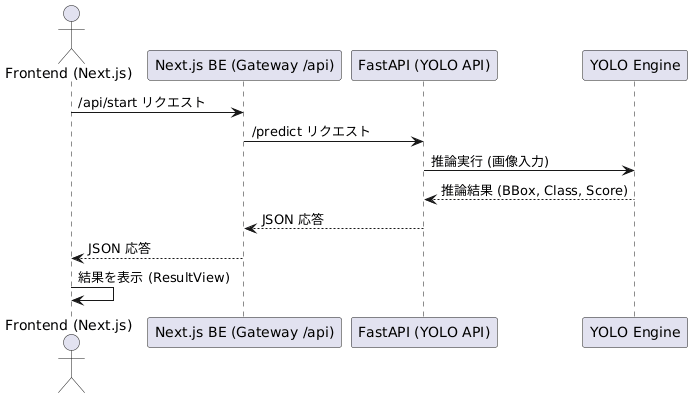 Frontend (Next.js)
Next.js BE (Gateway /api)
FastAPI (YOLO API)
YOLO Engine
/api/start リクエスト
/predict リクエスト
推論実行 (画像入力)
推論結果 (BBox, Class, Score)
JSON 応答
JSON 応答
結果を表示 (ResultView)
Frontend (Next.js)
Next.js BE (Gateway /api)
FastAPI (YOLO API)
YOLO Engine